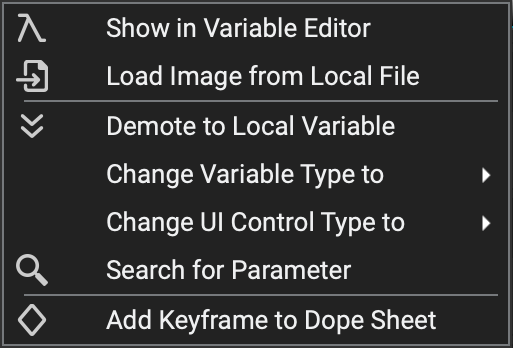 Show in Variable Editor
Load Image from Local File
Demote to Local Variable
Change Variable Type to
Change UI Control Type to
Search for Parameter
Add Keyframe to Dope Sheet